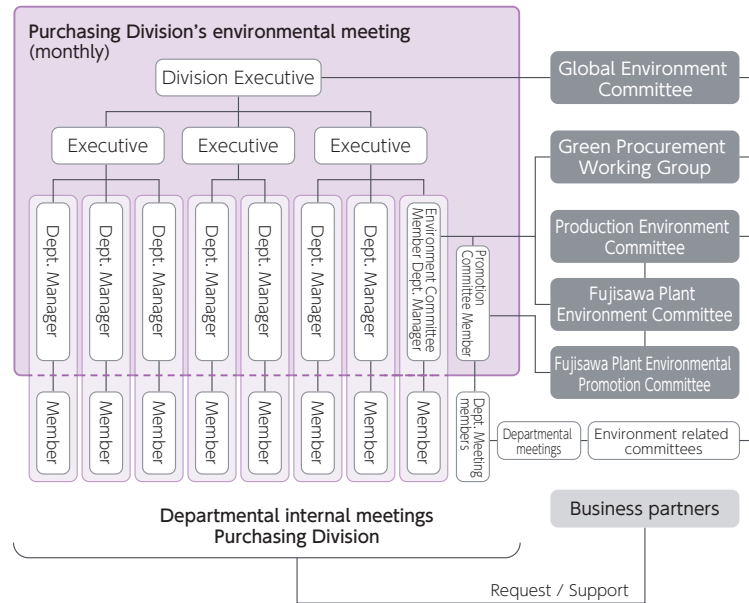 Purchasing Division’s environmental meeting
(monthly)
Division Executive
Global Environment
Committee
Executive
Executive
Executive
Green Procurement
Working Group
Dept. Manager
Dept. Manager
Dept. Manager
Dept. Manager
Dept. Manager
Dept. Manager
Dept. Manager
Environment Committee
Member Dept. Manager
Promotion
Committee Member
Production Environment
Committee
Fujisawa Plant
Environment Committee
Fujisawa Plant Environmental
Promotion Committee
Member
Member
Member
Member
Member
Member
Member
Member
Dept. Meeting
members
Departmental
meetings
Environment related
committees
Departmental internal meetings
Purchasing Division
Business partners
Request / Support